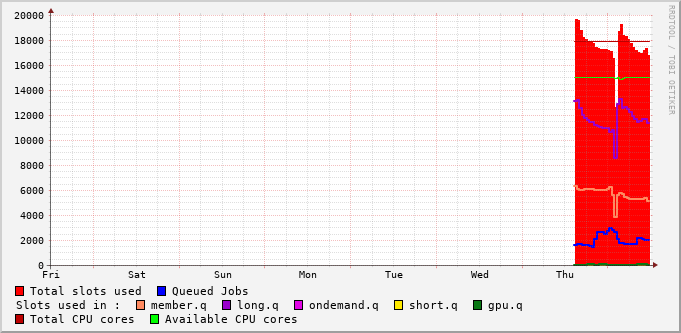 RRDTOOL / TOBI OETIKER
20000
18000
16000
14000
12000
10000
8000
6000
4000
2000
0
Fri Sat Sun Mon Tue Wed Thu
Total slots used Queued Jobs
Slots used in : member.q long.q ondemand.q short.q gpu.q
Total CPU cores Available CPU cores